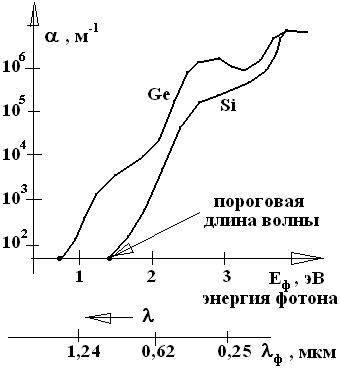 α , м⁻¹
10⁶
10⁵
10⁴
10³
10²
Ge
Si
пороговая
длина волны
1 2 3 Eф , эВ
энергия фотона
λ
1,24 0,62 0,25 λф , мкм